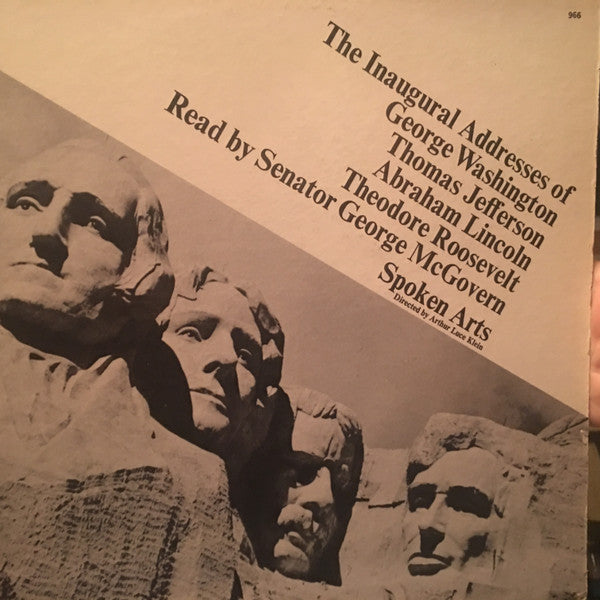 966
The Inaugural Addresses of
George Washington
Thomas Jefferson
Abraham Lincoln
Theodore Roosevelt
Read by Senator George McGovern
Spoken Arts
Directed by Arthur Luce Klein